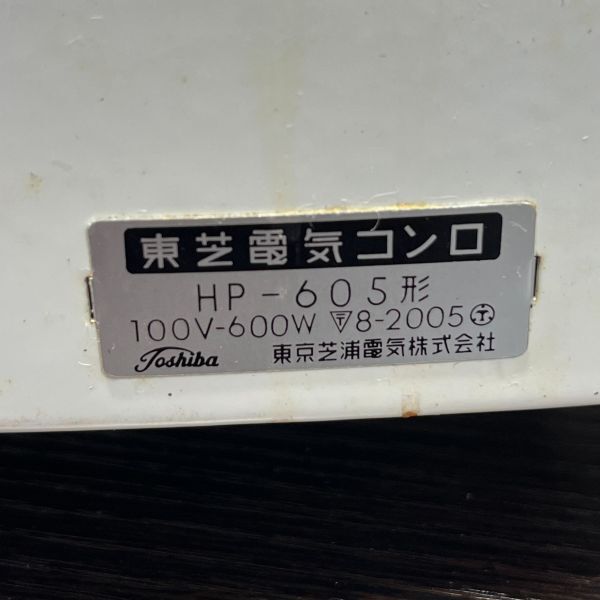 東芝電気コンロ
HP-605形
100V-600W ▽〒8-2005 〒
Toshiba 東京芝浦電気株式会社